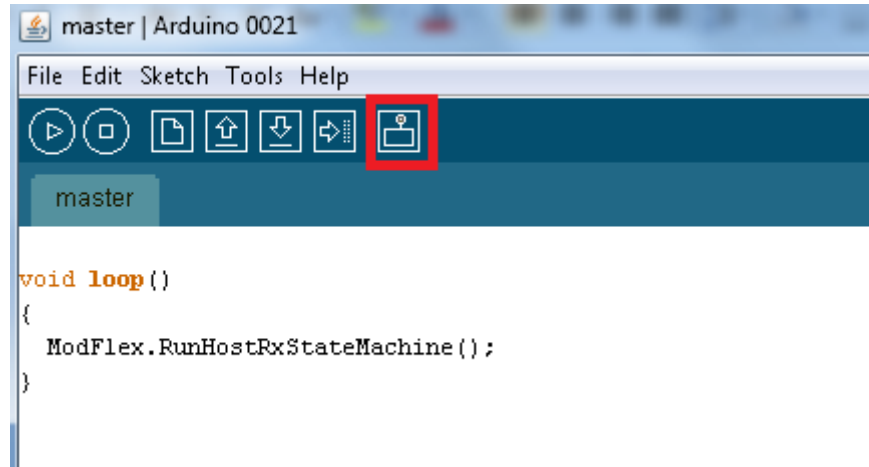 master | Arduino 0021
File Edit Sketch Tools Help
master
void loop()
{
  ModFlex.RunHostRxStateMachine();
}